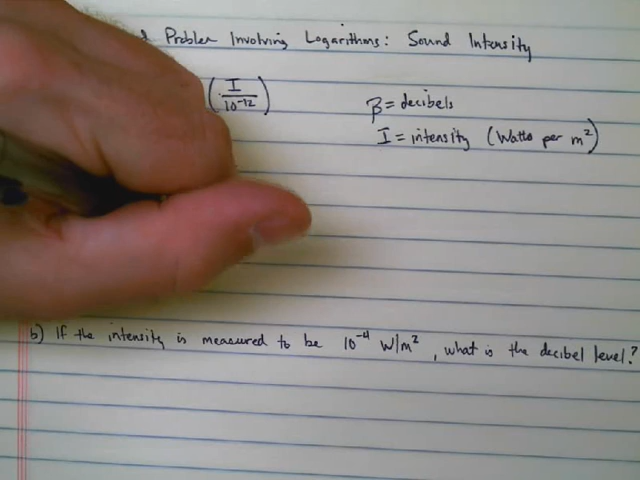 Problem Involving Logarithms: Sound Intensity
(I/10^-12)
β = decibels
I = intensity (Watts per m²)
b) If the intensity is measured to be 10^-4 W/m², what is the decibel level?